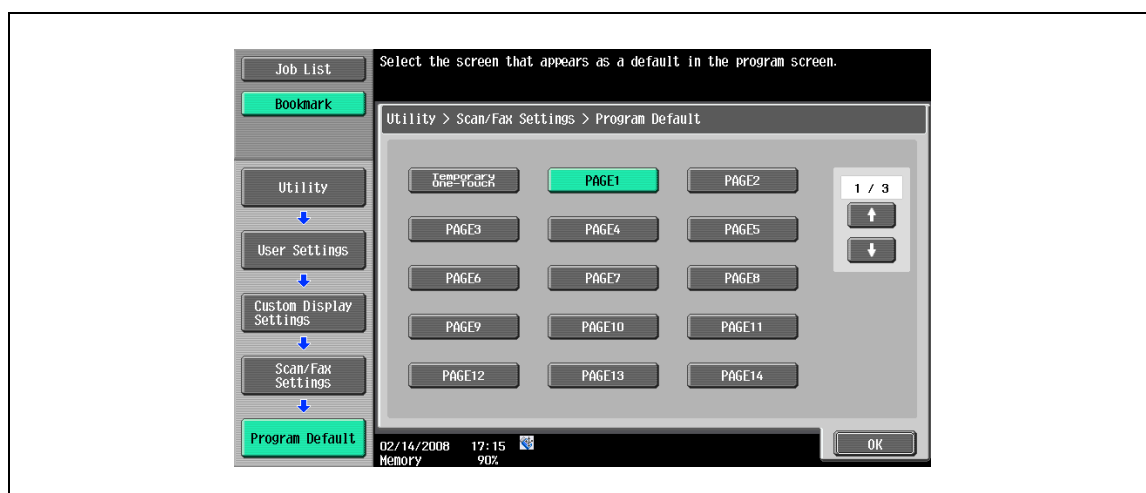 Job List
Bookmark
Utility
User Settings
Custom Display
Settings
Scan/Fax
Settings
Program Default
Select the screen that appears as a default in the program screen.
Utility > Scan/Fax Settings > Program Default
Temporary
One-Touch
PAGE1
PAGE2
PAGE3
PAGE4
PAGE5
PAGE6
PAGE7
PAGE8
PAGE9
PAGE10
PAGE11
PAGE12
PAGE13
PAGE14
1 / 3
02/14/2008 17:15
Memory 90%
OK